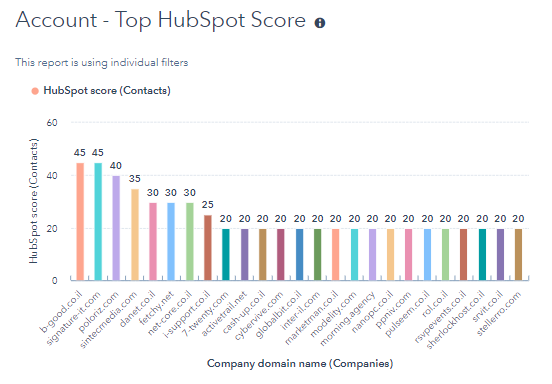 Account - Top HubSpot Score
This report is using individual filters
HubSpot score (Contacts)
HubSpot score (Contacts)
60
40
20
0
45 45 40 35 30 30 30 25 20 20 20 20 20 20 20 20 20 20 20 20 20 20 20 20 20
b-good.co.il
signature-it.com
poloriz.com
sintecmedia.com
danet.co.il
fetchy.net
net-core.co.il
i-support.co.il
7-twenty.com
activetrail.net
cash-up.co.il
cybervive.com
globalbit.co.il
inter-il.com
marketman.co.il
modelity.com
morning.agency
nanopc.co.il
ppniv.com
pulseem.co.il
rol.co.il
rsvpevents.co.il
sherlockhost.co.il
srvit.co.il
stellerro.com
Company domain name (Companies)